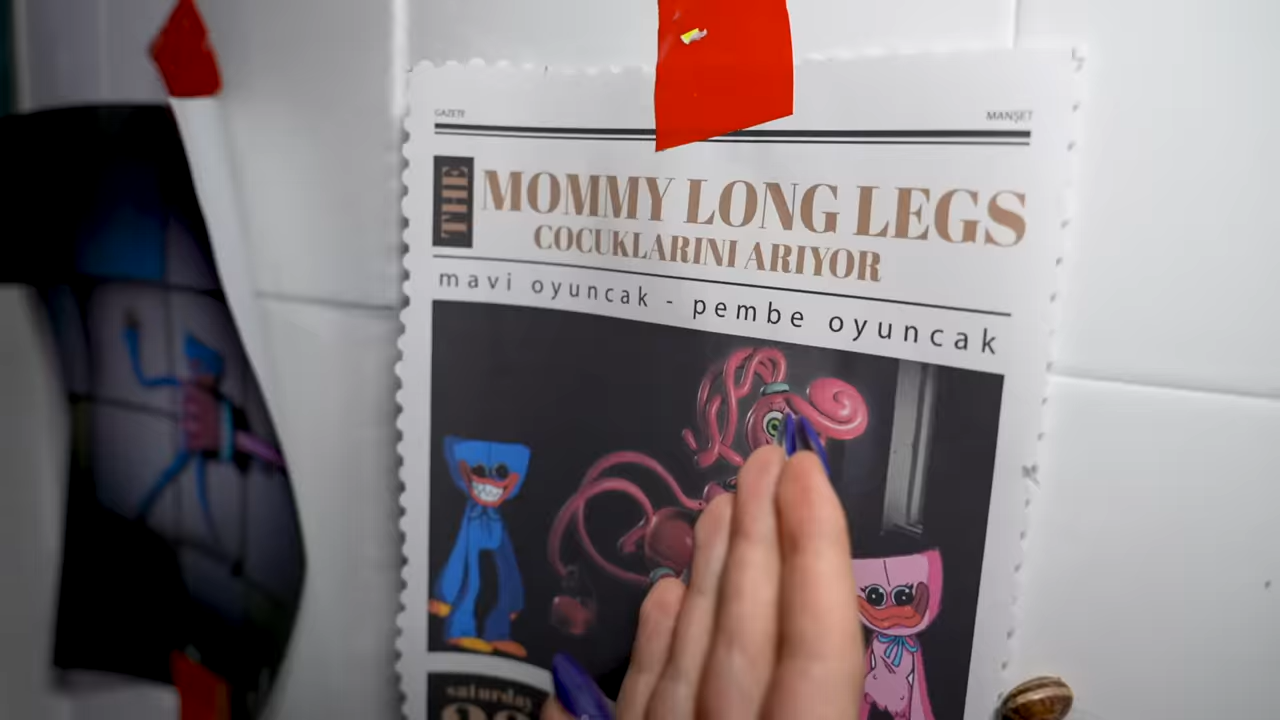 GAZETE
MANŞET
THE
MOMMY LONG LEGS
COCUKLARINI ARIYOR
mavi oyuncak - pembe oyuncak
saturday